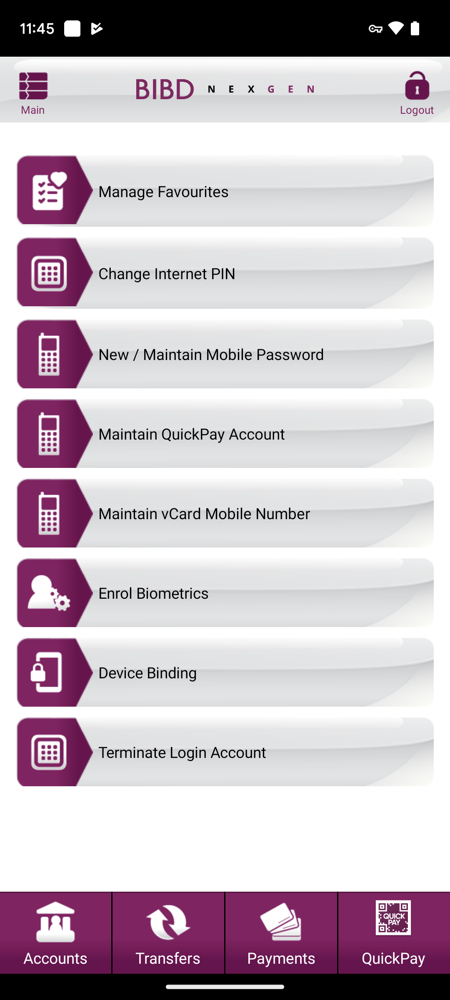 11:45
BIBD NEXGEN
Main
Logout
Manage Favourites
Change Internet PIN
New / Maintain Mobile Password
Maintain QuickPay Account
Maintain vCard Mobile Number
Enrol Biometrics
Device Binding
Terminate Login Account
QUICK
PAY
Accounts
Transfers
Payments
QuickPay